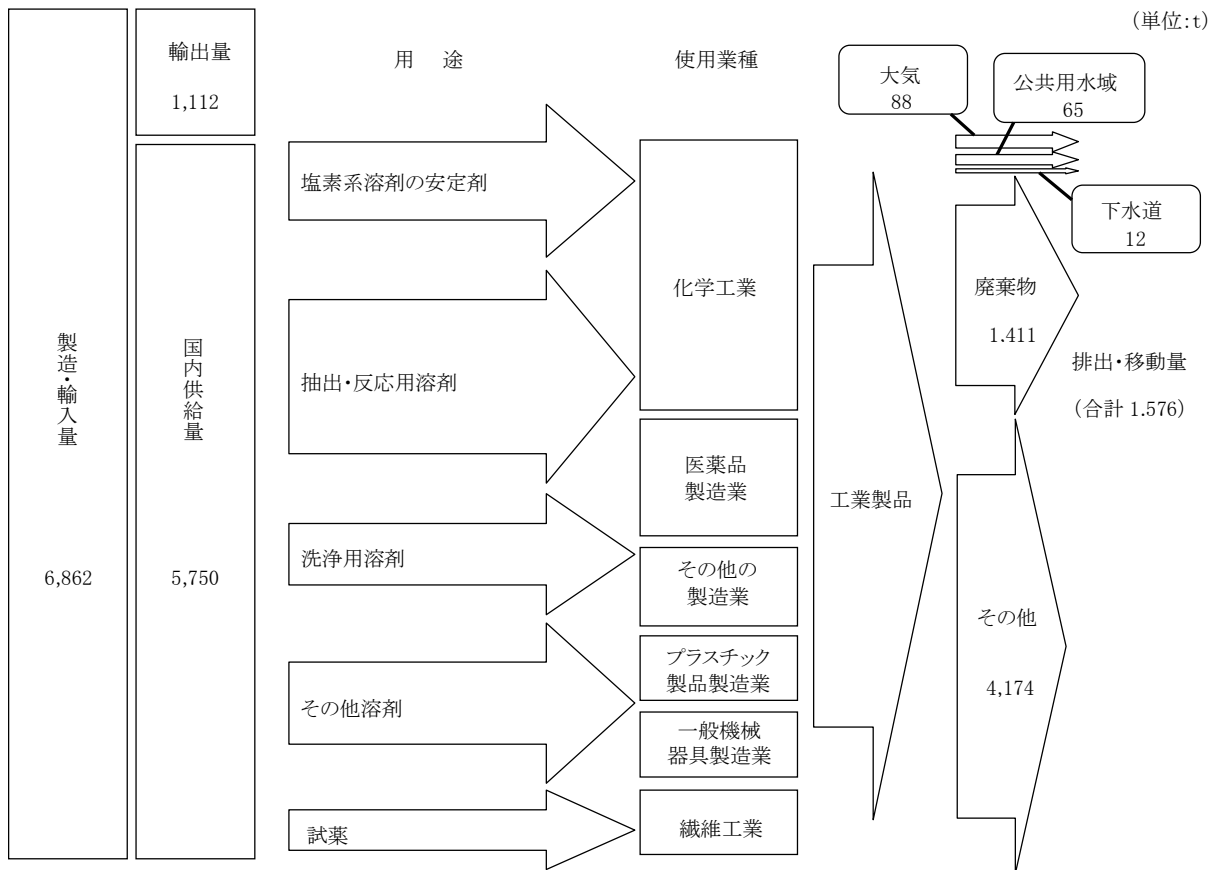 (単位:t)
輸出量
1,112
用 途
使用業種
大気
88
公共用水域
65
下水道
12
製造・輸入量
6,862
国内供給量
5,750
塩素系溶剤の安定剤
抽出・反応用溶剤
洗浄用溶剤
その他溶剤
試薬
化学工業
医薬品
製造業
その他の
製造業
プラスチック
製品製造業
一般機械
器具製造業
繊維工業
工業製品
廃棄物
1.411
排出・移動量
(合計 1.576)
その他
4,174